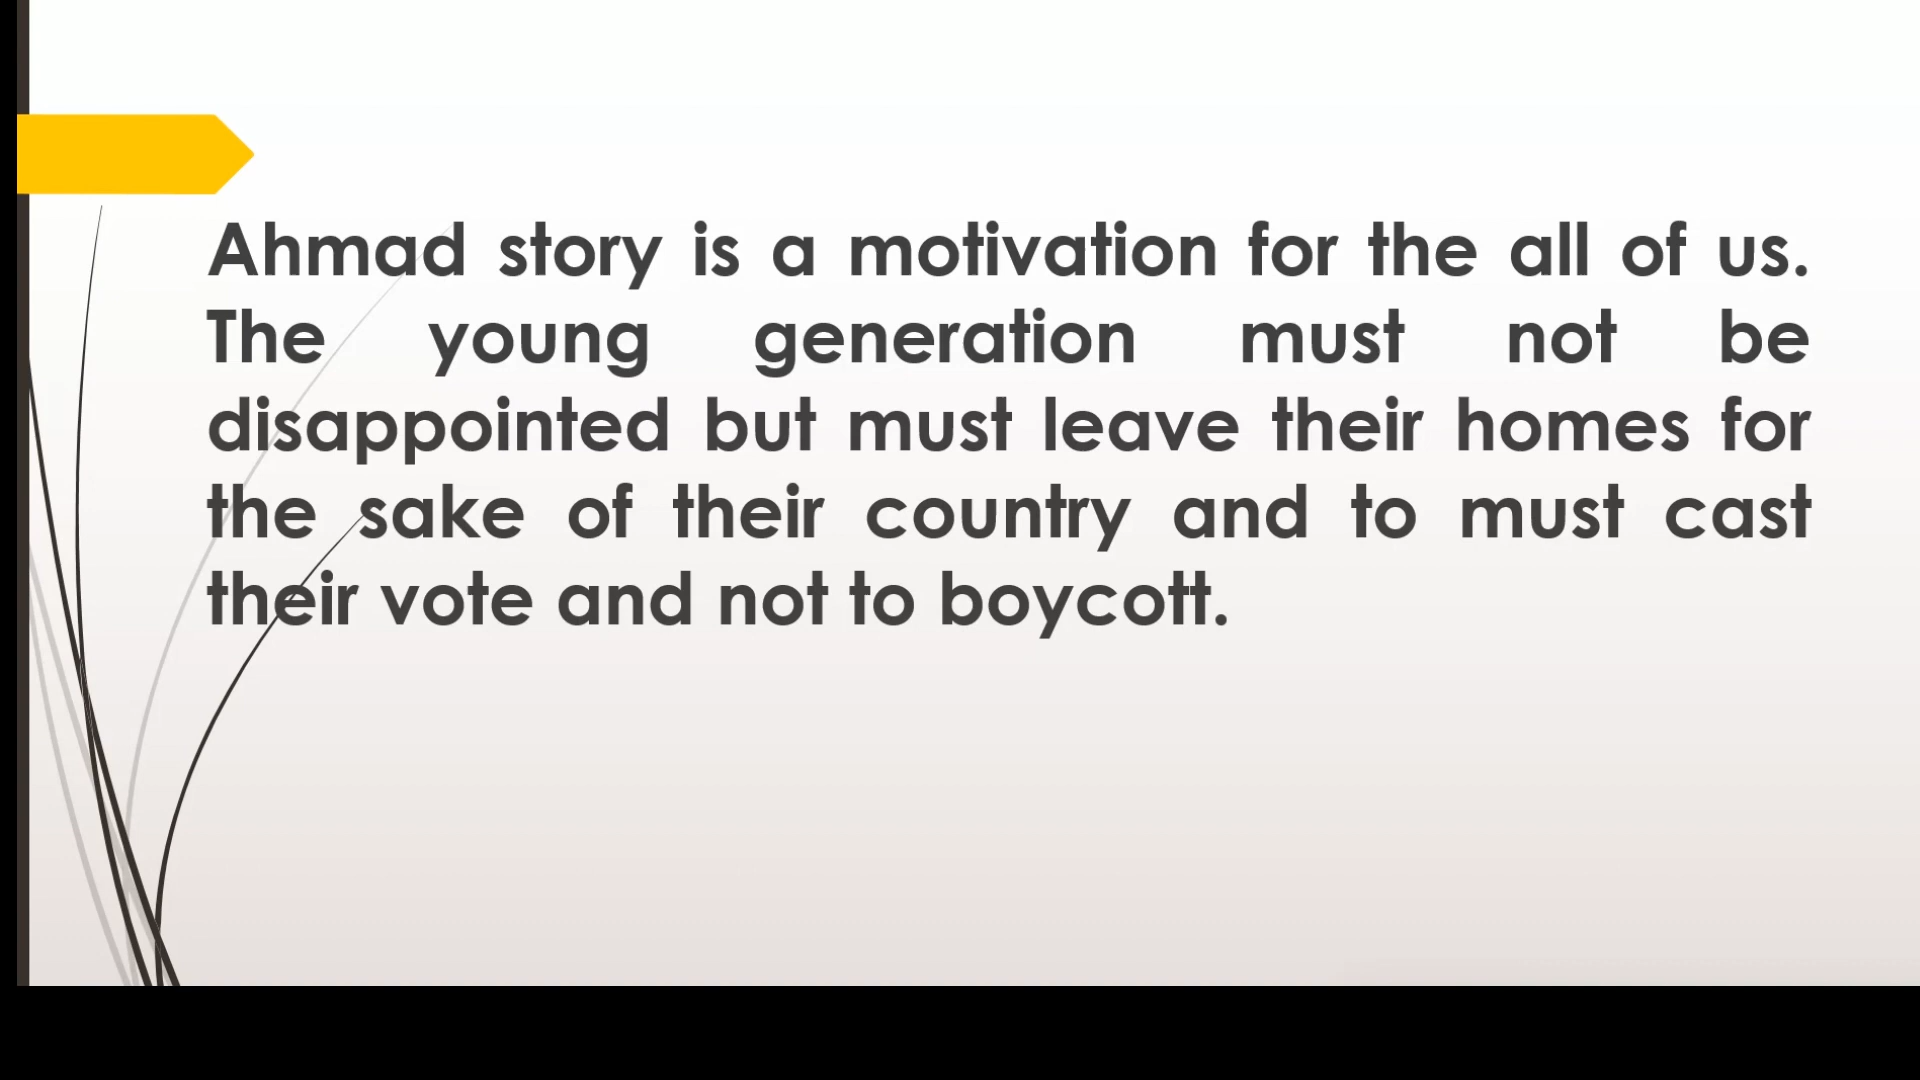 Ahmad story is a motivation for the all of us.
The young generation must not be
disappointed but must leave their homes for
the sake of their country and to must cast
their vote and not to boycott.